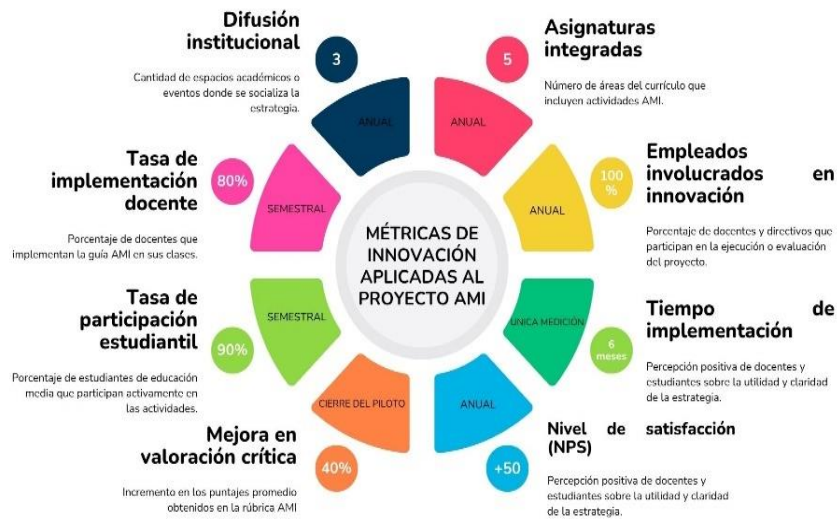 Difusión
institucional
3
Cantidad de espacios académicos o
eventos donde se socializa la
estrategia.
ANUAL
5
Asignaturas
integradas
Número de áreas del currículo que
incluyen actividades AMI.
ANUAL
Tasa de
implementación
docente
80%
Porcentaje de docentes que
implementan la guía AMI en sus clases.
SEMESTRAL
100
%
Empleados
involucrados en
innovación
Porcentaje de docentes y directivos que
participan en la ejecución o evaluación
del proyecto.
ANUAL
MÉTRICAS DE
INNOVACIÓN
APLICADAS AL
PROYECTO AMI
Tasa de
participación
estudiantil
90%
Porcentaje de estudiantes de educación
media que participan activamente en
las actividades.
SEMESTRAL
UNICA MEDICIÓN
6
meses
Tiempo de
implementación
Percepción positiva de docentes y
estudiantes sobre la utilidad y claridad
de la estrategia.
CIERRE DEL PILOTO
Mejora en
valoración crítica
40%
Incremento en los puntajes promedio
obtenidos en la rúbrica AMI
ANUAL
+50
Nivel de satisfacción
(NPS)
Percepción positiva de docentes y
estudiantes sobre la utilidad y claridad
de la estrategia.